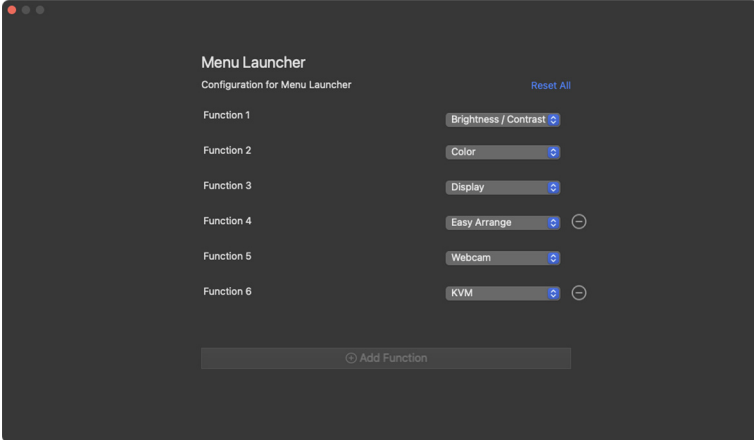 Menu Launcher
Configuration for Menu Launcher Reset All
Function 1 Brightness / Contrast
Function 2 Color
Function 3 Display
Function 4 Easy Arrange
Function 5 Webcam
Function 6 KVM
Add Function